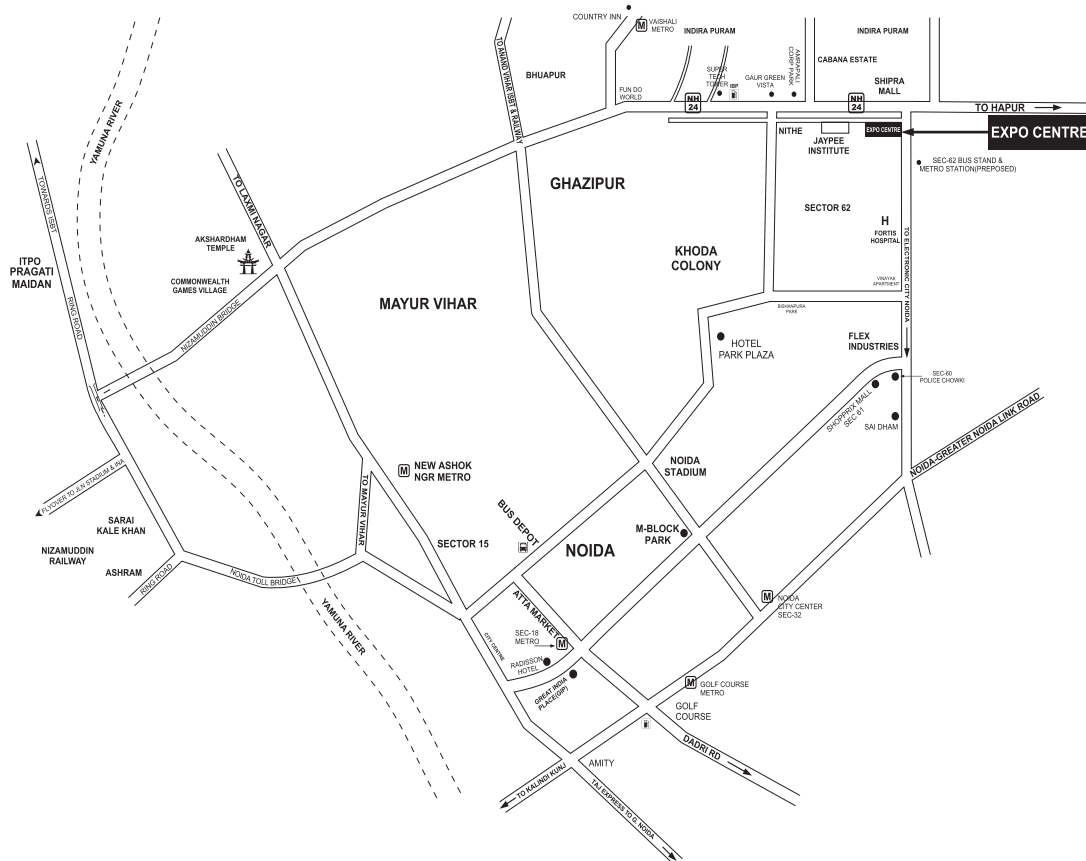 COUNTRY INN
M
VAISHALI
METRO
INDIRA PURAM
INDIRA PURAM
TO ANAND VIHAR ISBT & RAILWAY
BHUAPUR
FUN DO
WORLD
SUPER
TECH
TOWER
IBP
GAUR GREEN
VISTA
AMRAPALI
CORP PARK
CABANA ESTATE
SHIPRA
MALL
NH
24
NH
24
TO HAPUR
EXPO CENTRE
EXPO CENTRE
NITHE
JAYPEE
INSTITUTE
SEC-62 BUS STAND &
METRO STATION(PREPOSED)
YAMUNA RIVER
TOWARDS ISBT
TO LAXMI NAGAR
GHAZIPUR
SECTOR 62
H
FORTIS
HOSPITAL
TO ELECTRONIC CITY NOIDA
AKSHARDHAM
TEMPLE
COMMONWEALTH
GAMES VILLAGE
ITPO
PRAGATI
MAIDAN
RING ROAD
NIZAMUDDIN BRIDGE
KHODA
COLONY
VINAYAK
APARTMENT
MAYUR VIHAR
BISHANPURA
PARK
HOTEL
PARK PLAZA
FLEX
INDUSTRIES
SEC-60
POLICE CHOWKI
SHOPPRIX MALL
SEC 61
SAI DHAM
NOIDA-GREATER NOIDA LINK ROAD
M
NEW ASHOK
NGR METRO
NOIDA
STADIUM
FLYOVER TO JLN STADIUM & INA
TO MAYUR VIHAR
BUS DEPOT
SARAI
KALE KHAN
NIZAMUDDIN
RAILWAY
ASHRAM
RING ROAD
SECTOR 15
NOIDA
M-BLOCK
PARK
NOIDA TOLL BRIDGE
YAMUNA RIVER
ATTA MARKET
M
NOIDA
CITY CENTER
SEC-32
CITY CENTRE
SEC-18
METRO
M
RADISSON
HOTEL
GREAT INDIA
PLACE(GIP)
M
GOLF COURSE
METRO
GOLF
COURSE
DADRI RD
AMITY
TO KALINDI KUNJ
TAJ EXPRESS TO G. NOIDA